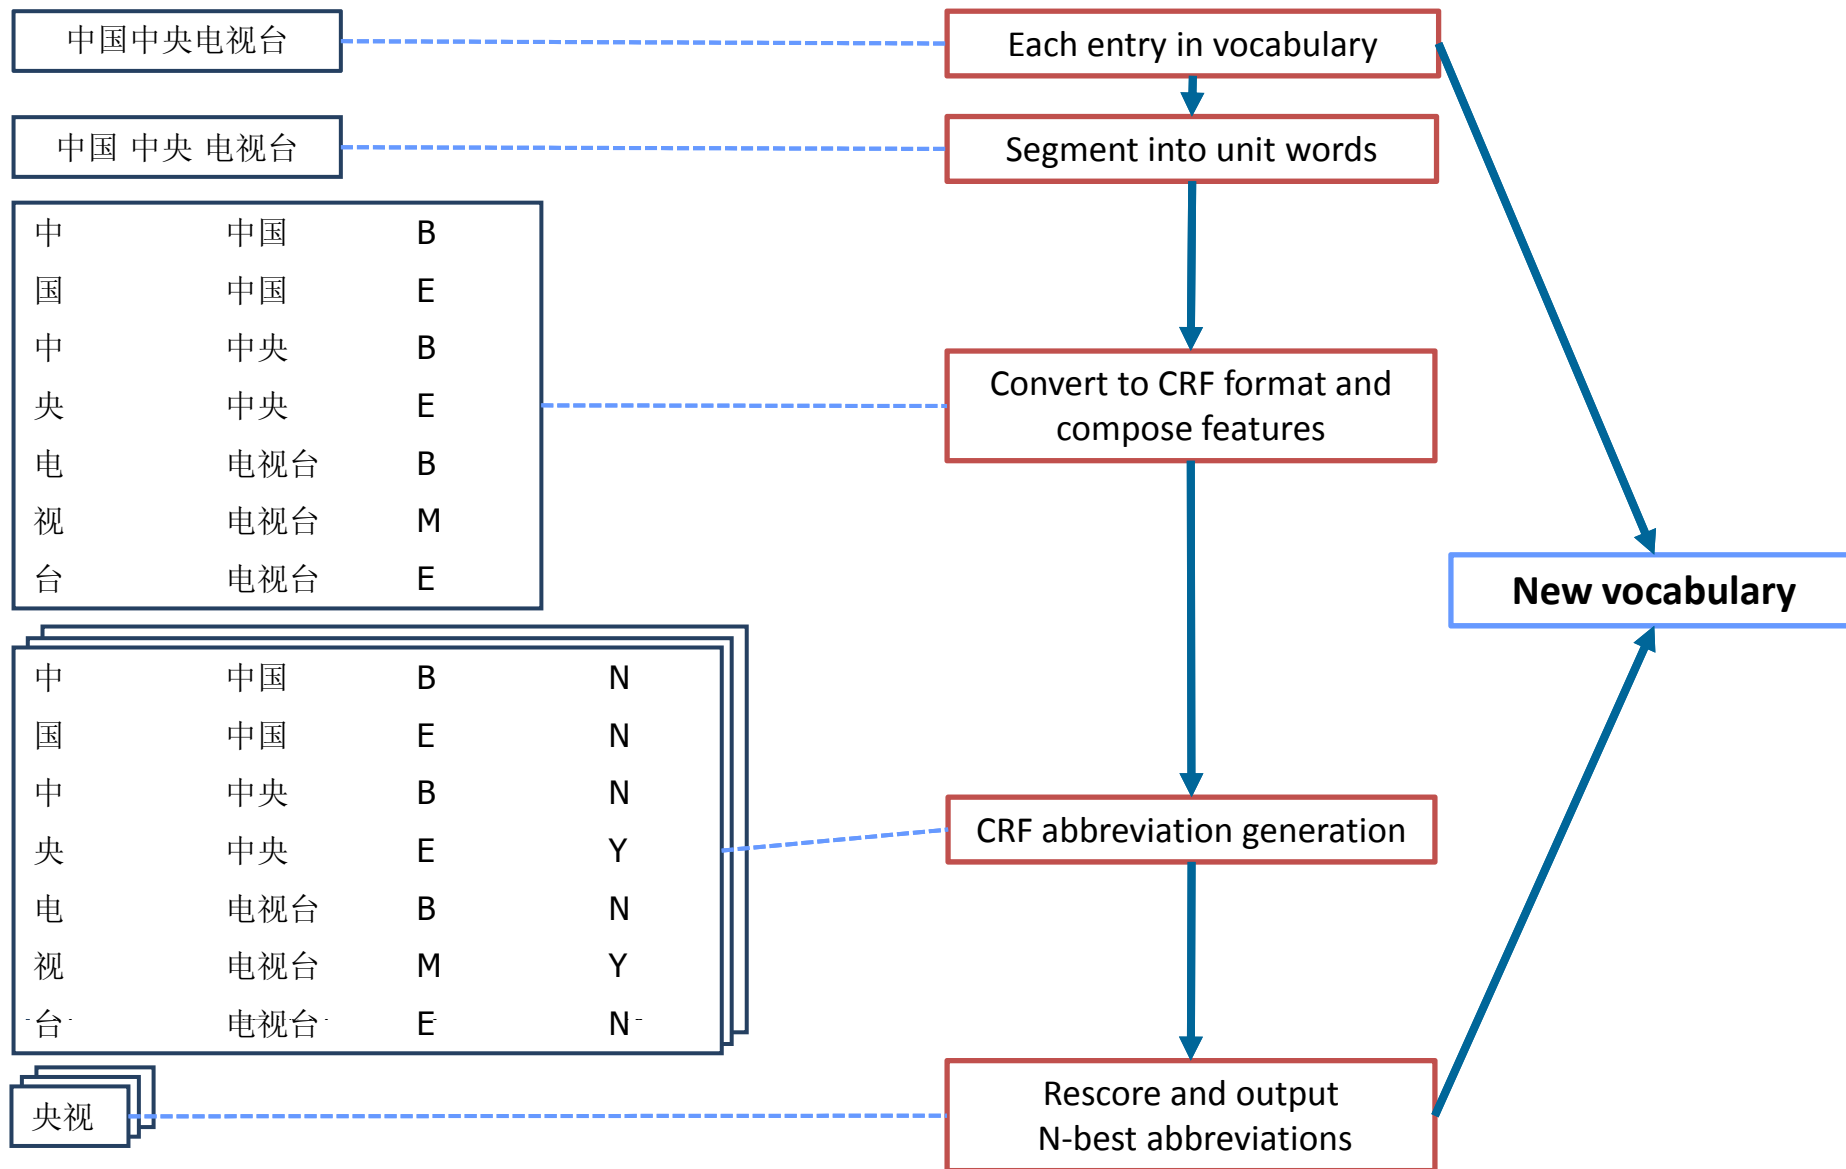 中国中央电视台
Each entry in vocabulary
中国 中央 电视台
Segment into unit words
中 中国 B
国 中国 E
中 中央 B
央 中央 E
电 电视台 B
视 电视台 M
台 电视台 E
Convert to CRF format and
compose features
New vocabulary
中 中国 B N
国 中国 E N
中 中央 B N
央 中央 E Y
电 电视台 B N
视 电视台 M Y
台 电视台 E N
CRF abbreviation generation
央视
Rescore and output
N-best abbreviations